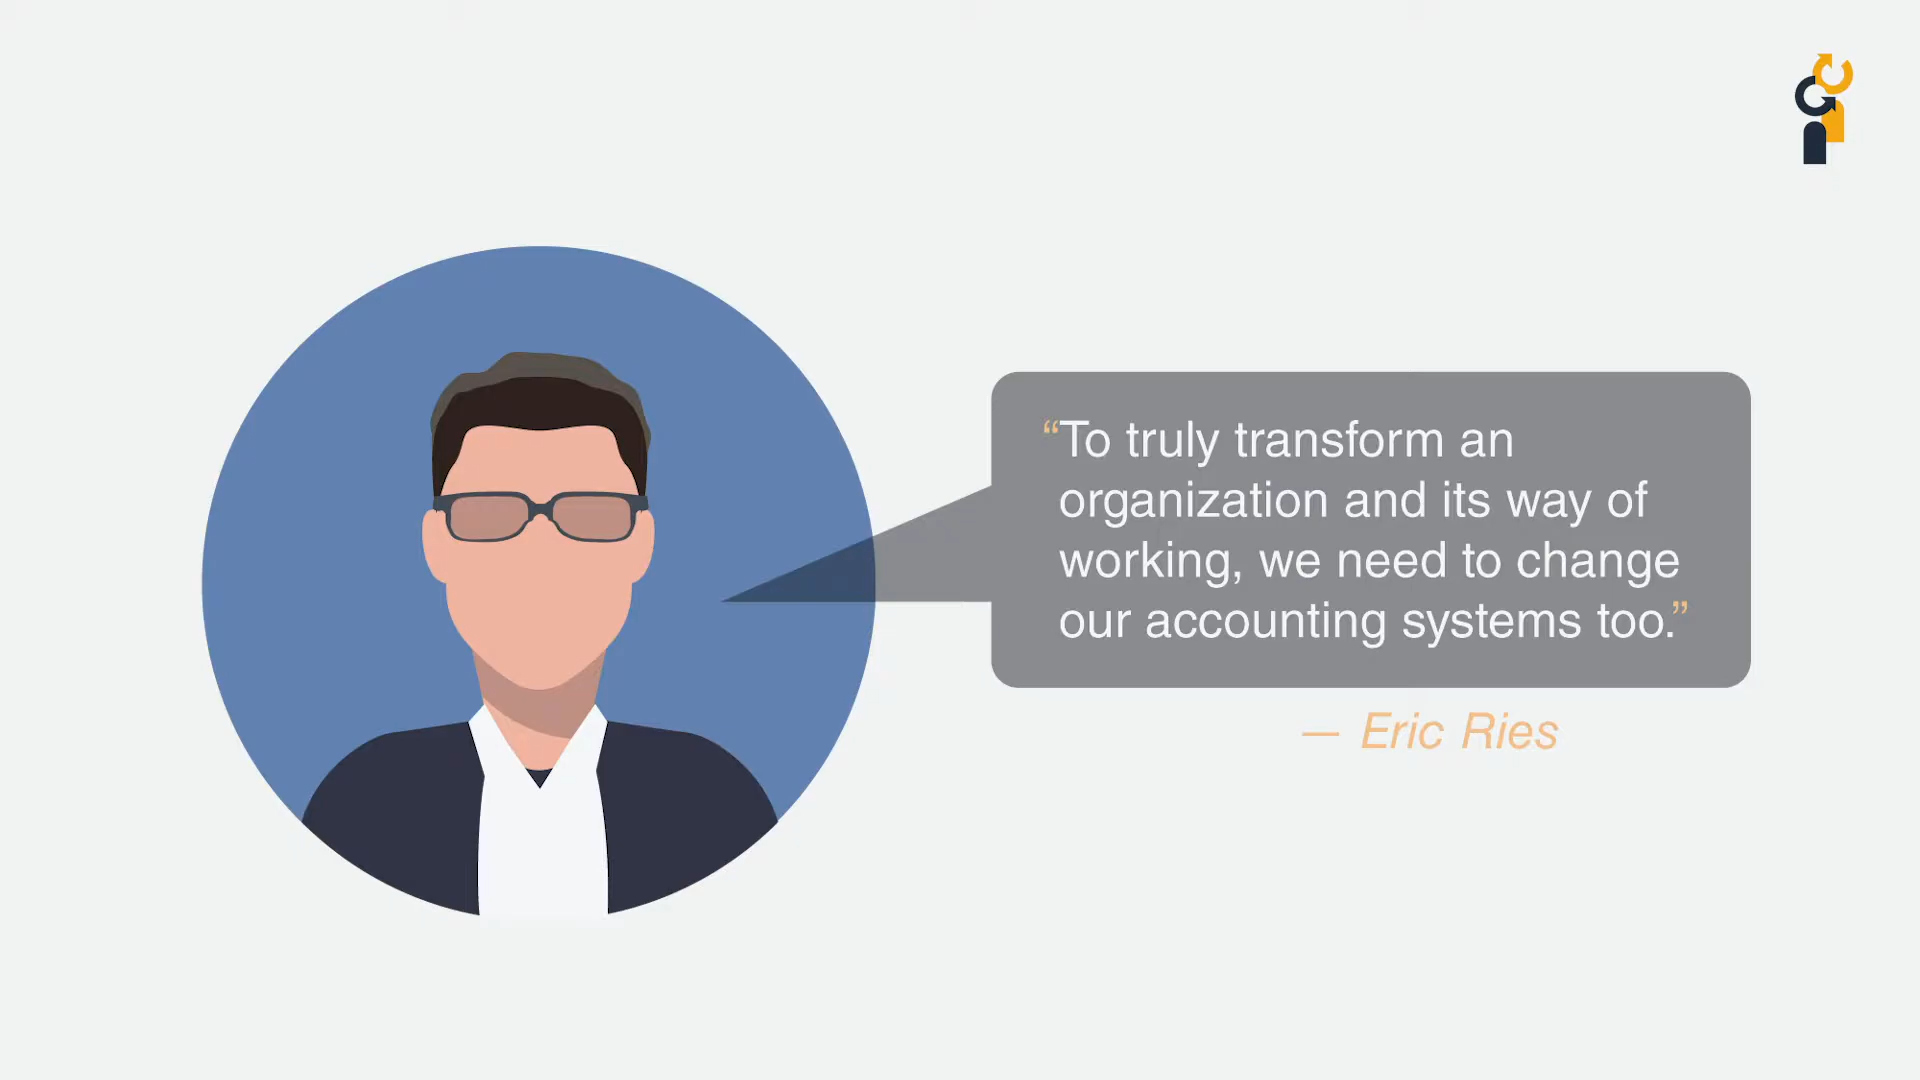 “To truly transform an
organization and its way of
working, we need to change
our accounting systems too.”
— Eric Ries